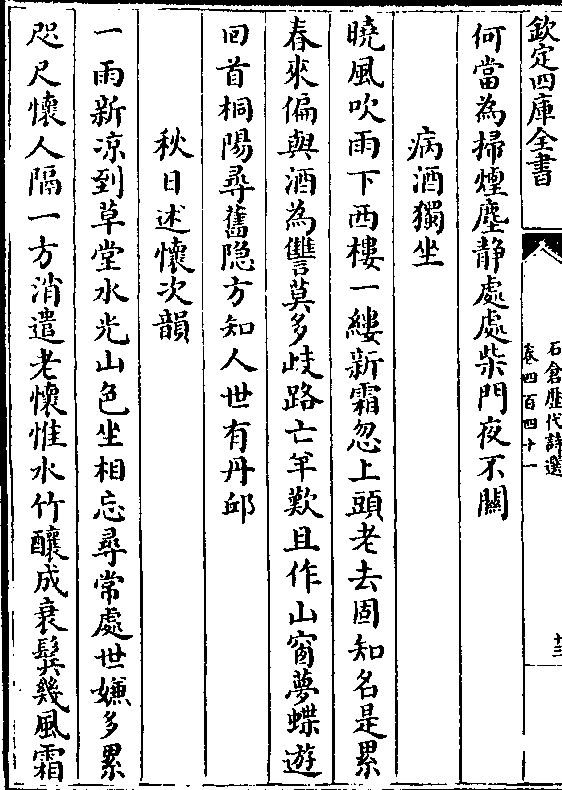 欽定四庫全書
石倉歷代詩選
卷四百四十一
十三
何當為掃煙塵静處處柴門夜不關
病酒獨坐
曉風吹雨下西樓一縷新霜忽上頭老去固知名是累
春來偏與酒為讐莫多歧路亡羊歎且作山窗夢蝶遊
回首桐陽尋舊隐方知人世有丹邱
秋日述懷次韻
一雨新凉到草堂水光山色坐相忘尋常處世嫌多累
咫尺懷人隔一方消遣老懷惟水竹釀成衰鬂幾風霜